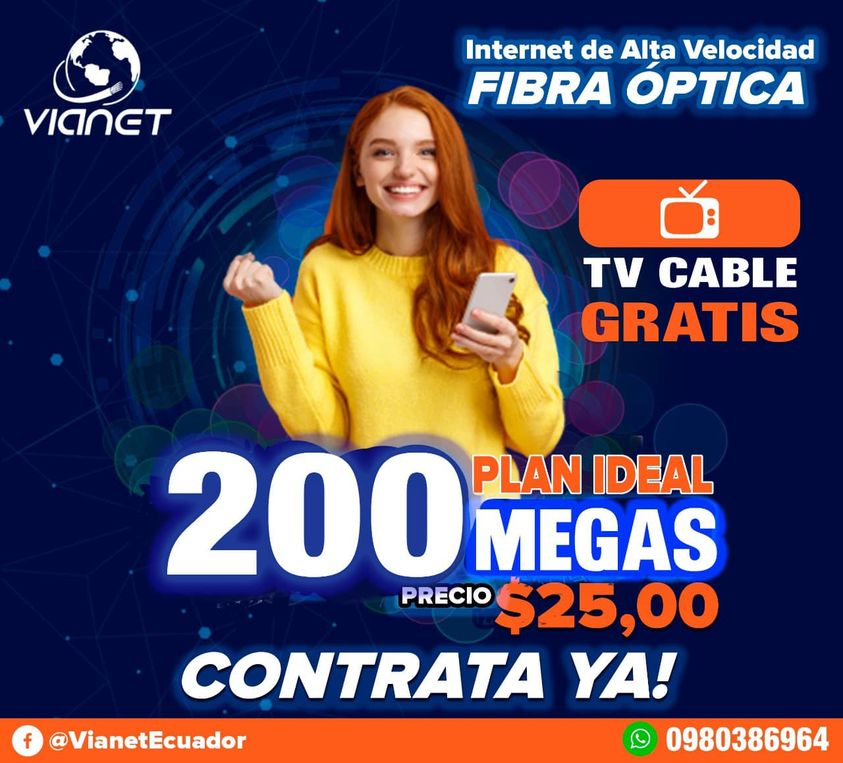 VIANET
Internet de Alta Velocidad
FIBRA ÓPTICA
TV CABLE
GRATIS
200
PLAN IDEAL
MEGAS
PRECIO $25,00
CONTRATA YA!
@VianetEcuador
0980386964